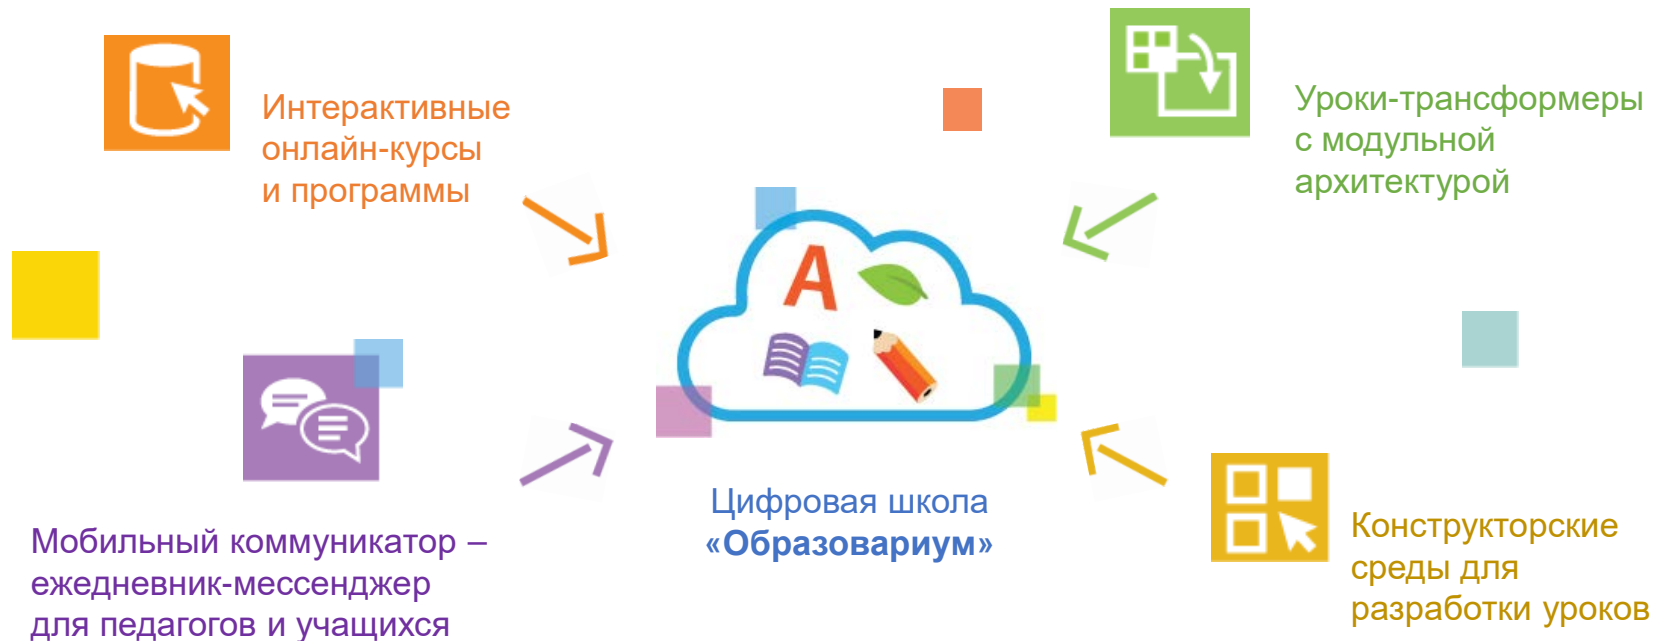 Интерактивные
онлайн-курсы
и программы
Уроки-трансформеры
с модульной
архитектурой
А
Мобильный коммуникатор –
ежедневник-мессенджер
для педагогов и учащихся
Цифровая школа
«Образовариум»
Конструкторские
среды для
разработки уроков